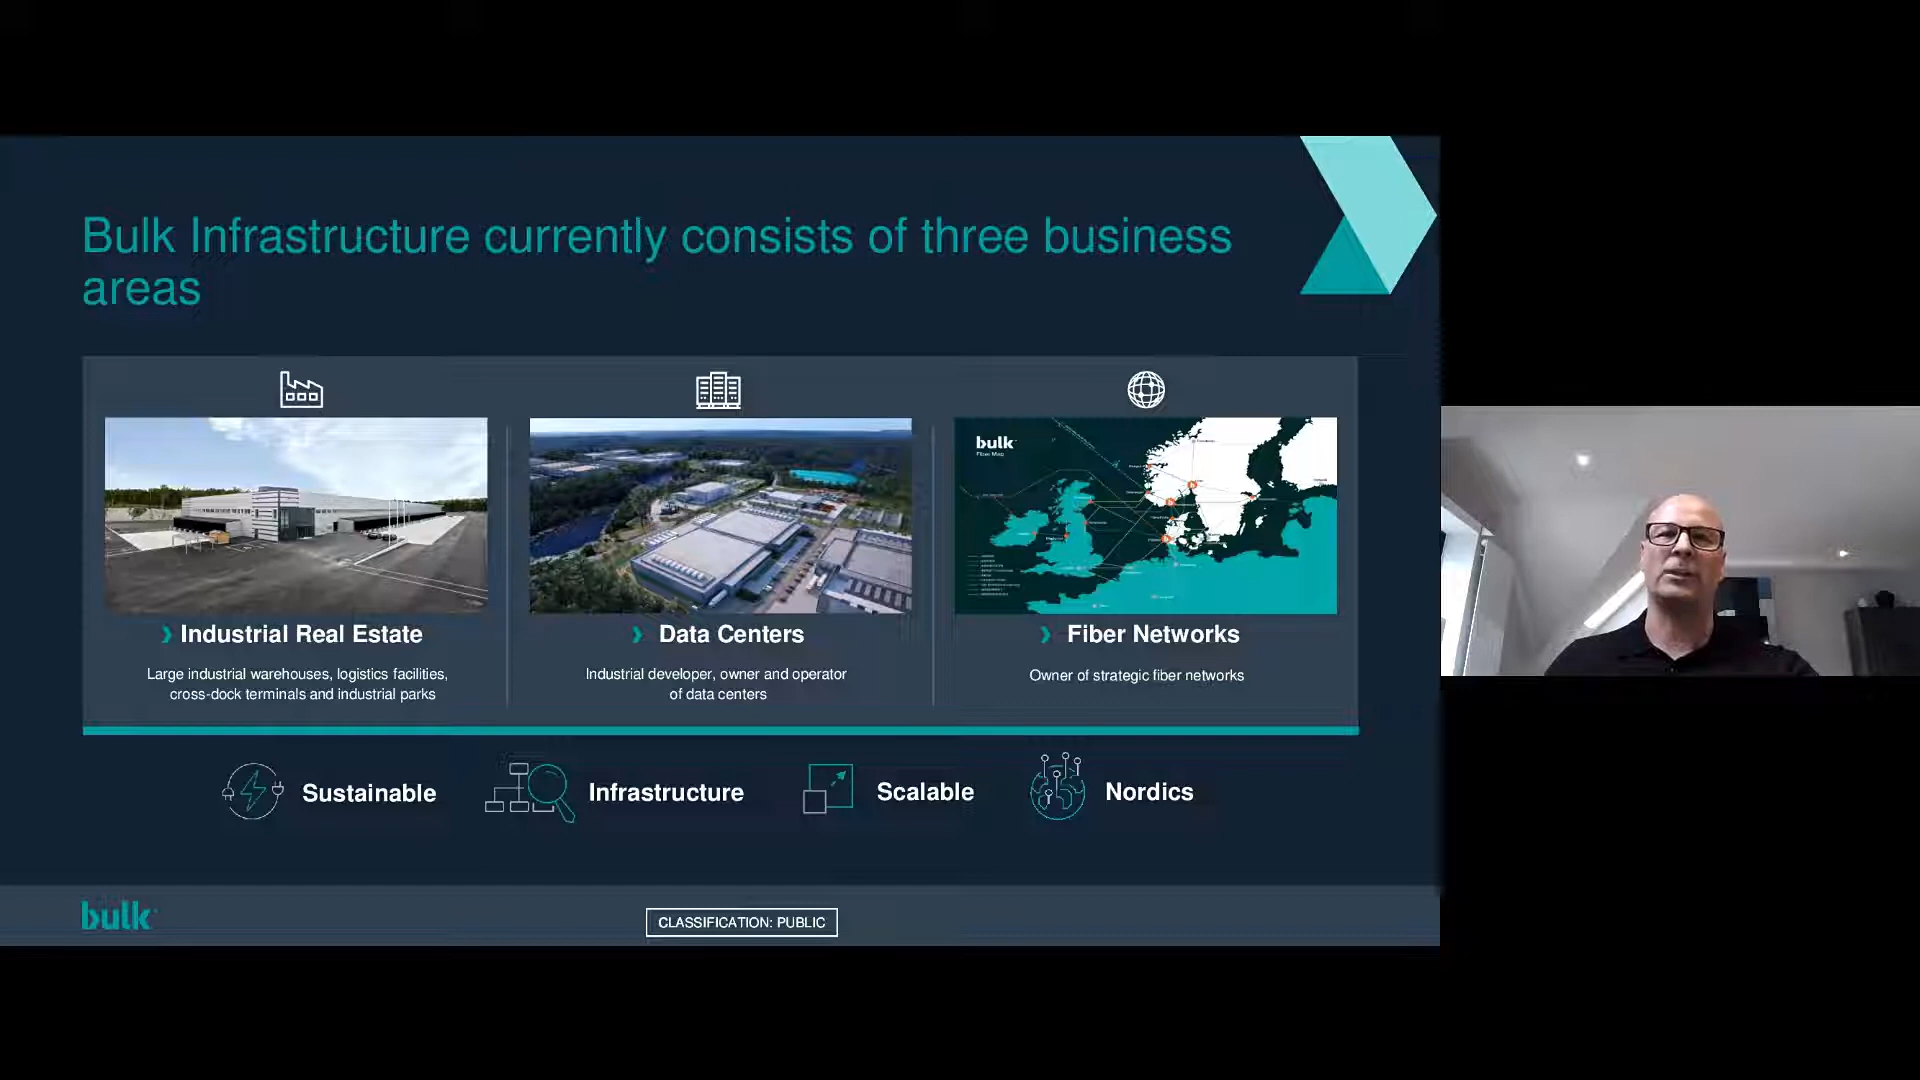 Bulk Infrastructure currently consists of three business
areas
bulk
Fiber Map
Industrial Real Estate
Large industrial warehouses, logistics facilities,
cross-dock terminals and industrial parks
Data Centers
Industrial developer, owner and operator
of data centers
Fiber Networks
Owner of strategic fiber networks
Sustainable
Infrastructure
Scalable
Nordics
bulk
CLASSIFICATION: PUBLIC